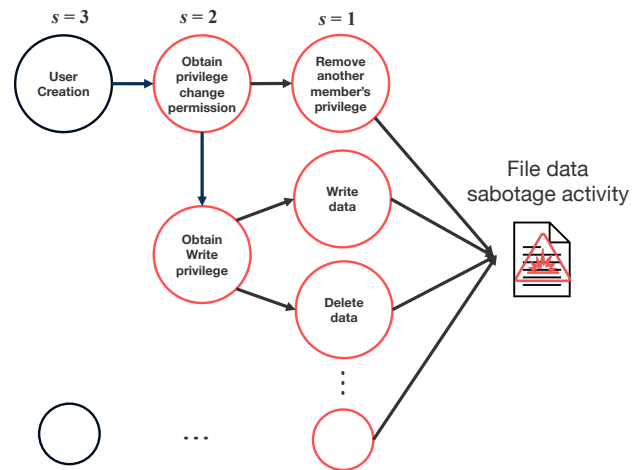 s = 3
s = 2
s = 1
User
Creation
Obtain
privilege
change
permission
Remove
another
member's
privilege
File data
sabotage activity
Write
data
Obtain
Write
privilege
Delete
data